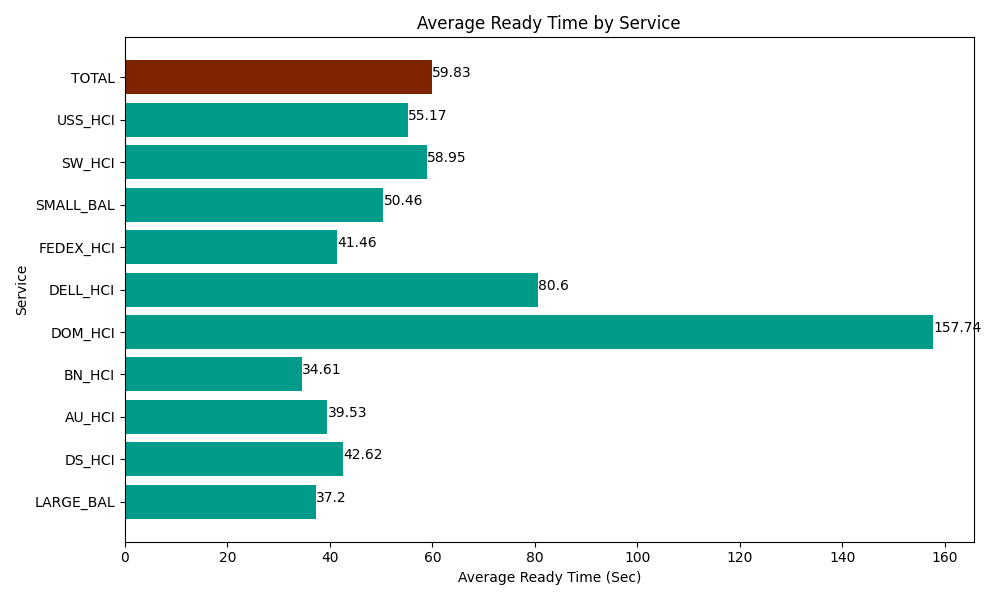 Average Ready Time by Service
TOTAL 59.83
USS_HCI 55.17
SW_HCI 58.95
SMALL_BAL 50.46
FEDEX_HCI 41.46
DELL_HCI 80.6
DOM_HCI 157.74
BN_HCI 34.61
AU_HCI 39.53
DS_HCI 42.62
LARGE_BAL 37.2
Service
0 20 40 60 80 100 120 140 160
Average Ready Time (Sec)